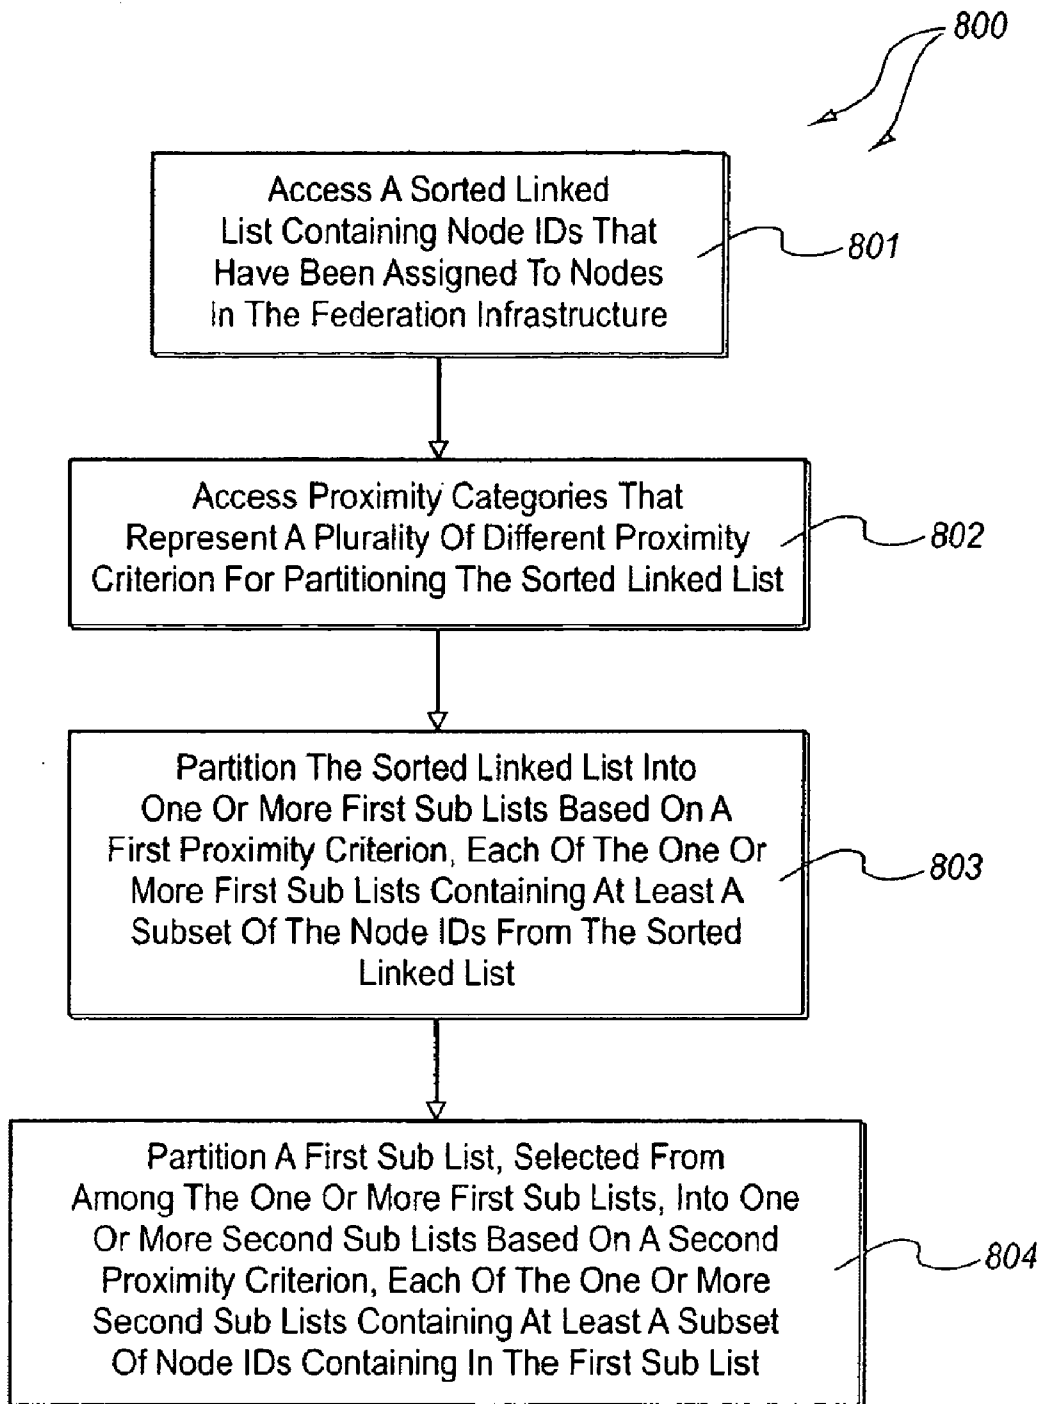 800
Access A Sorted Linked
List Containing Node IDs That
Have Been Assigned To Nodes
In The Federation Infrastructure
801
Access Proximity Categories That
Represent A Plurality Of Different Proximity
Criterion For Partitioning The Sorted Linked List
802
Partition The Sorted Linked List Into
One Or More First Sub Lists Based On A
First Proximity Criterion, Each Of The One Or
More First Sub Lists Containing At Least A
Subset Of The Node IDs From The Sorted
Linked List
803
Partition A First Sub List, Selected From
Among The One Or More First Sub Lists, Into One
Or More Second Sub Lists Based On A Second
Proximity Criterion, Each Of The One Or More
Second Sub Lists Containing At Least A Subset
Of Node IDs Containing In The First Sub List
804